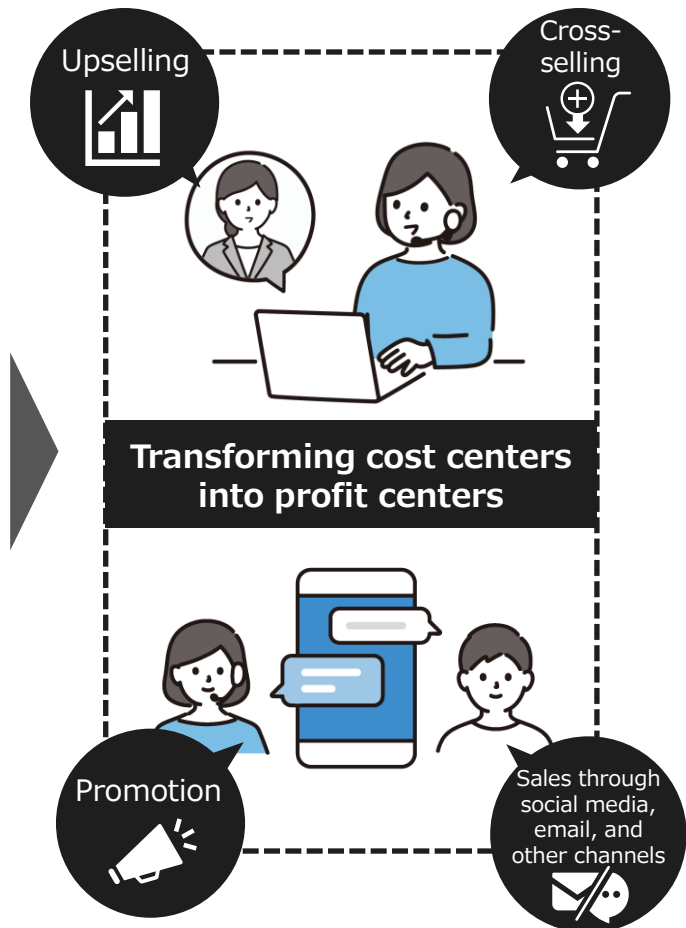 Upselling
Cross-
selling
Transforming cost centers
into profit centers
Promotion
Sales through
social media,
email, and
other channels